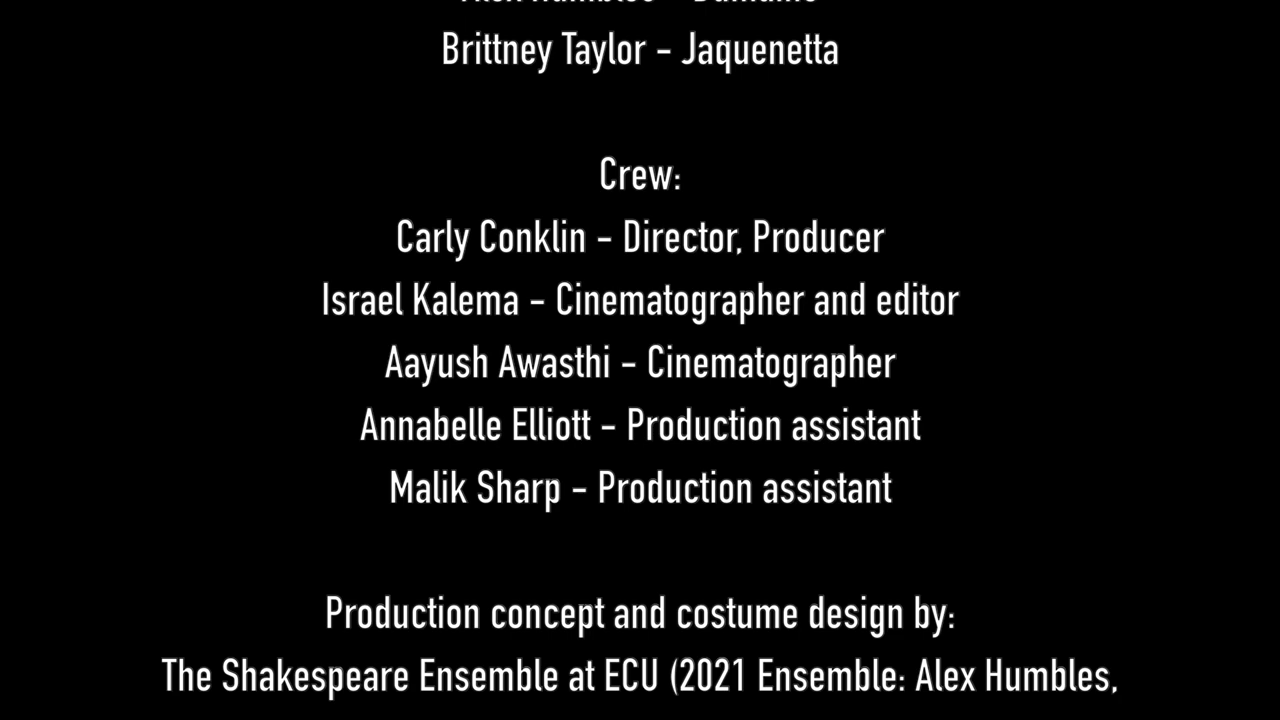 Brittney Taylor - Jaquenetta
Crew:
Carly Conklin - Director, Producer
Israel Kalema - Cinematographer and editor
Aayush Awasthi - Cinematographer
Annabelle Elliott - Production assistant
Malik Sharp - Production assistant
Production concept and costume design by:
The Shakespeare Ensemble at ECU (2021 Ensemble: Alex Humbles,